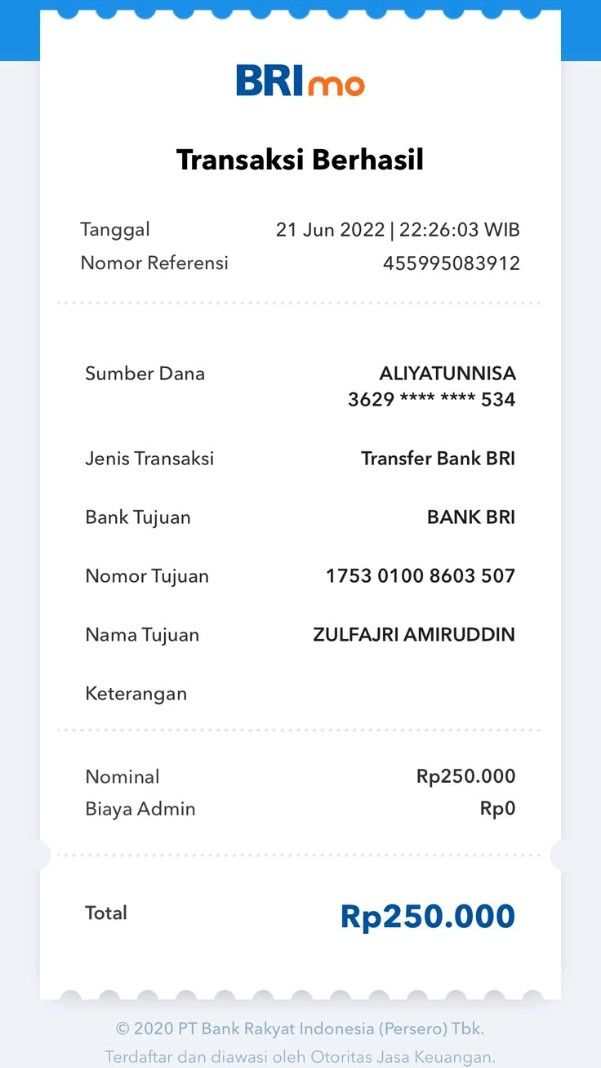 BRImo
Transaksi Berhasil
Tanggal 21 Jun 2022 | 22:26:03 WIB
Nomor Referensi 455995083912
Sumber Dana ALIYATUNNISA
3629 **** **** 534
Jenis Transaksi Transfer Bank BRI
Bank Tujuan BANK BRI
Nomor Tujuan 1753 0100 8603 507
Nama Tujuan ZULFAJRI AMIRUDDIN
Keterangan
Nominal Rp250.000
Biaya Admin Rp0
Total Rp250.000
© 2020 PT Bank Rakyat Indonesia (Persero) Tbk.
Terdaftar dan diawasi oleh Otoritas Jasa Keuangan.